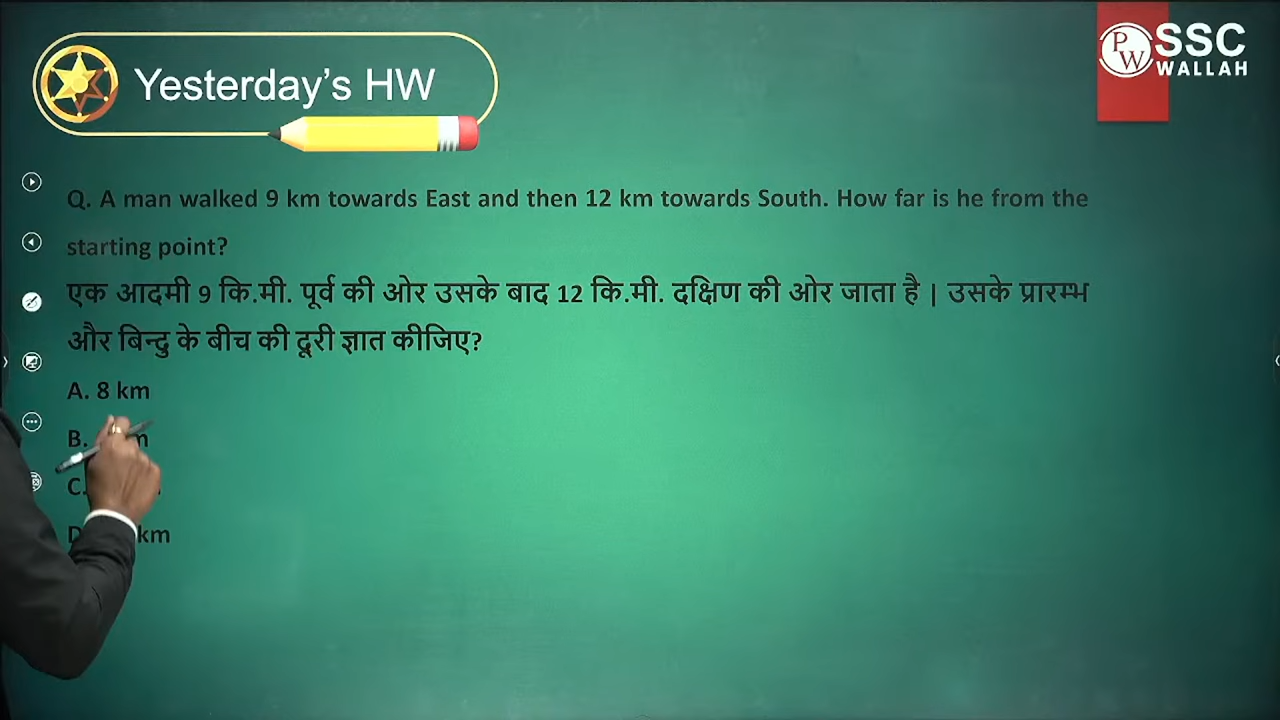 Yesterday's HW
PW SSC
WALLAH
Q. A man walked 9 km towards East and then 12 km towards South. How far is he from the
starting point?
एक आदमी 9 कि.मी. पूर्व की ओर उसके बाद 12 कि.मी. दक्षिण की ओर जाता है | उसके प्रारम्भ
और बिन्दु के बीच की दूरी ज्ञात कीजिए?
A. 8 km
B.
C.
km